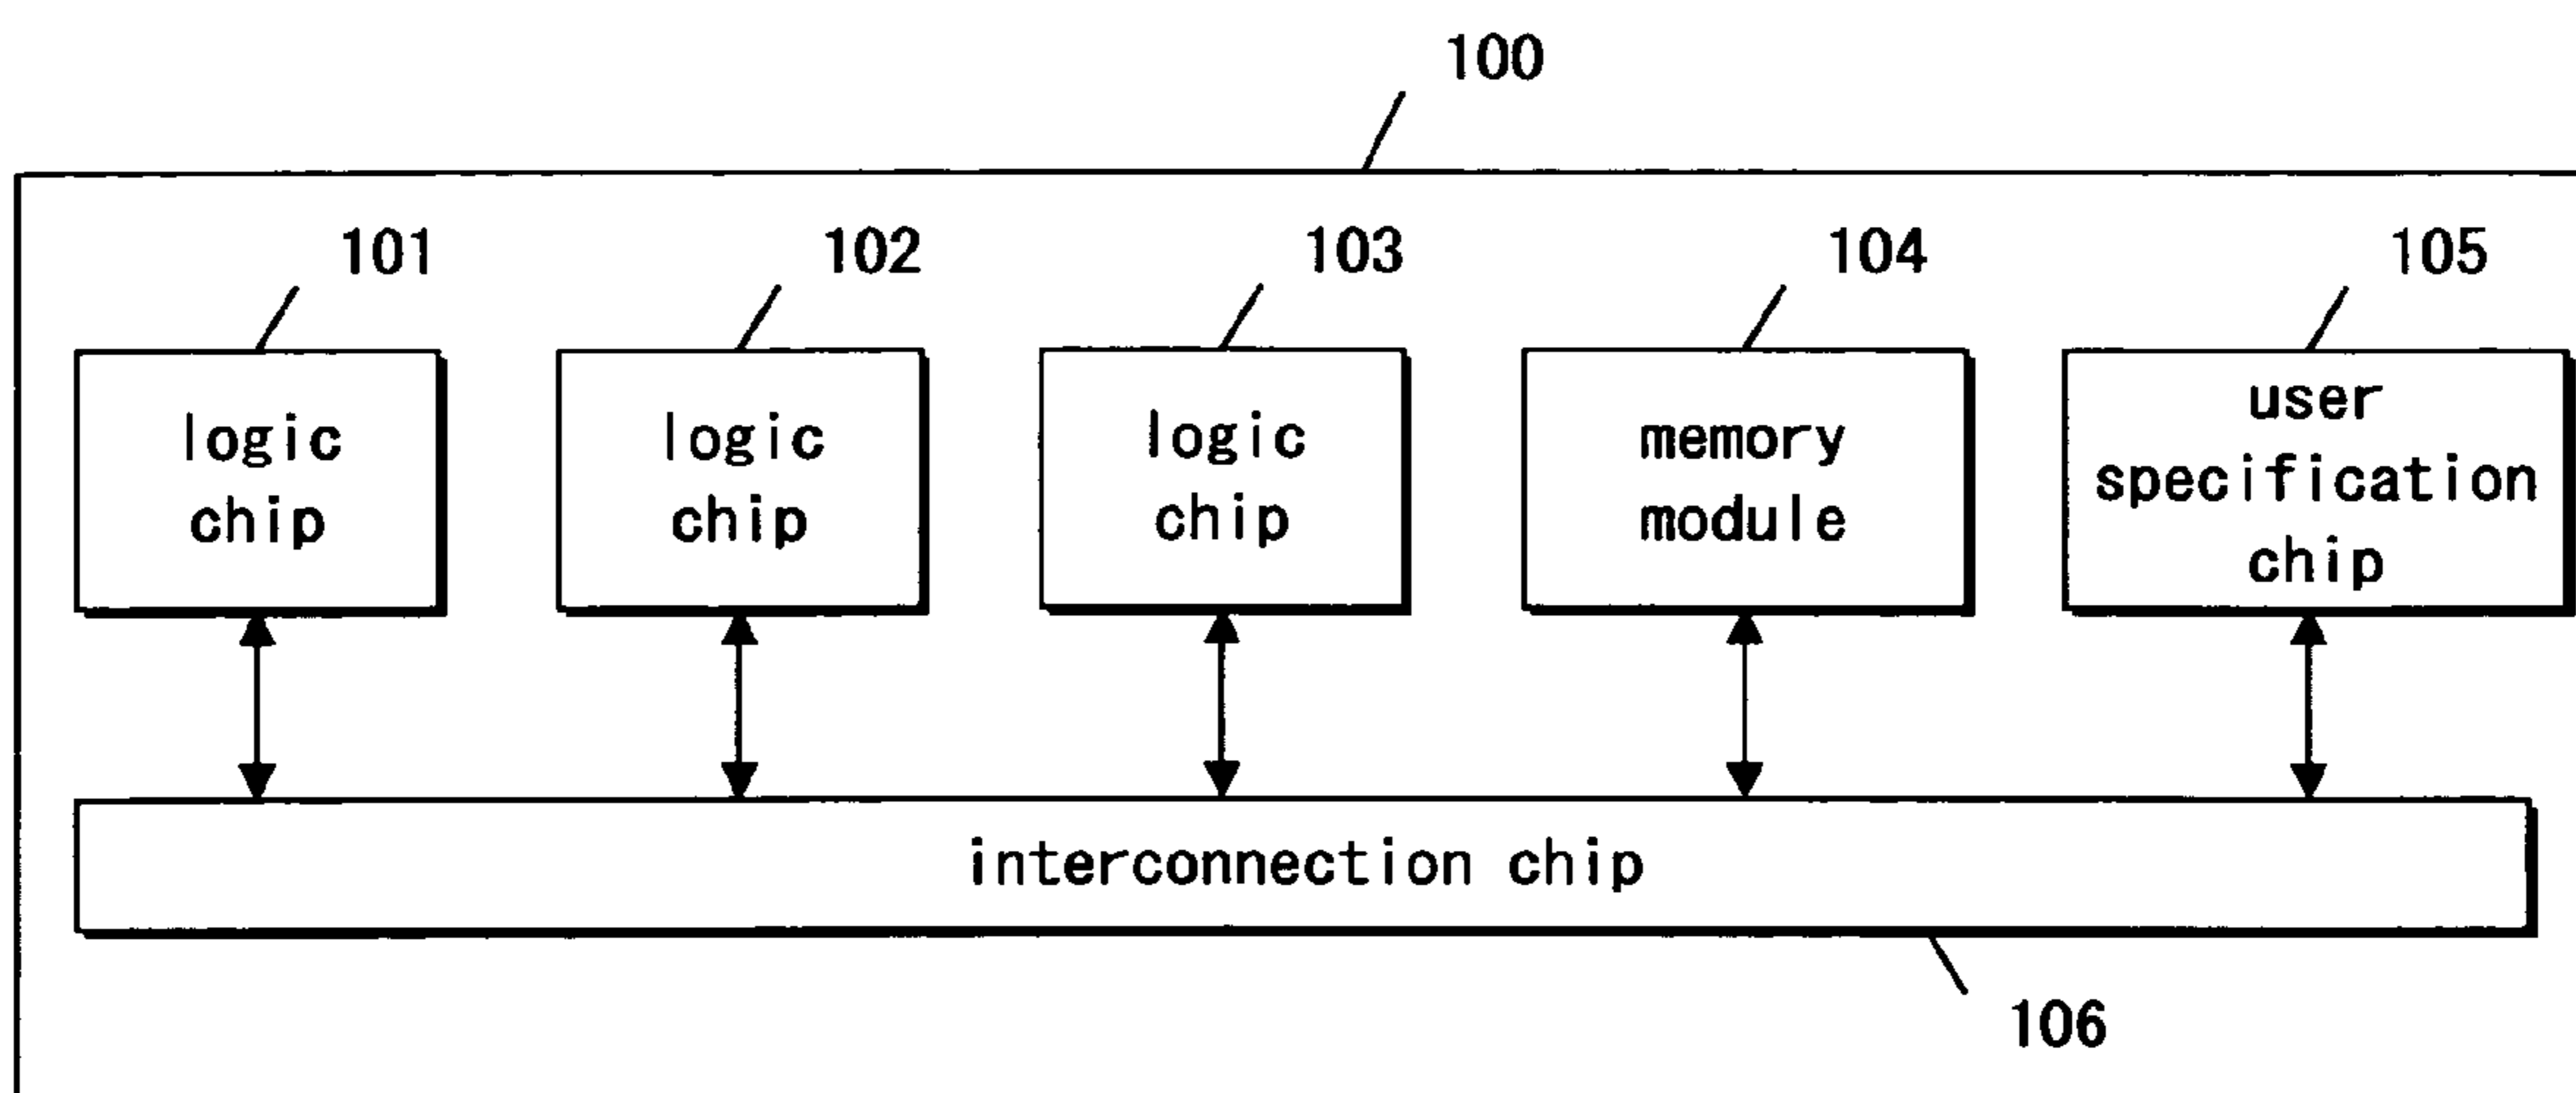 100
101
102
103
104
105
logic
chip
logic
chip
logic
chip
memory
module
user
specification
chip
interconnection chip
106